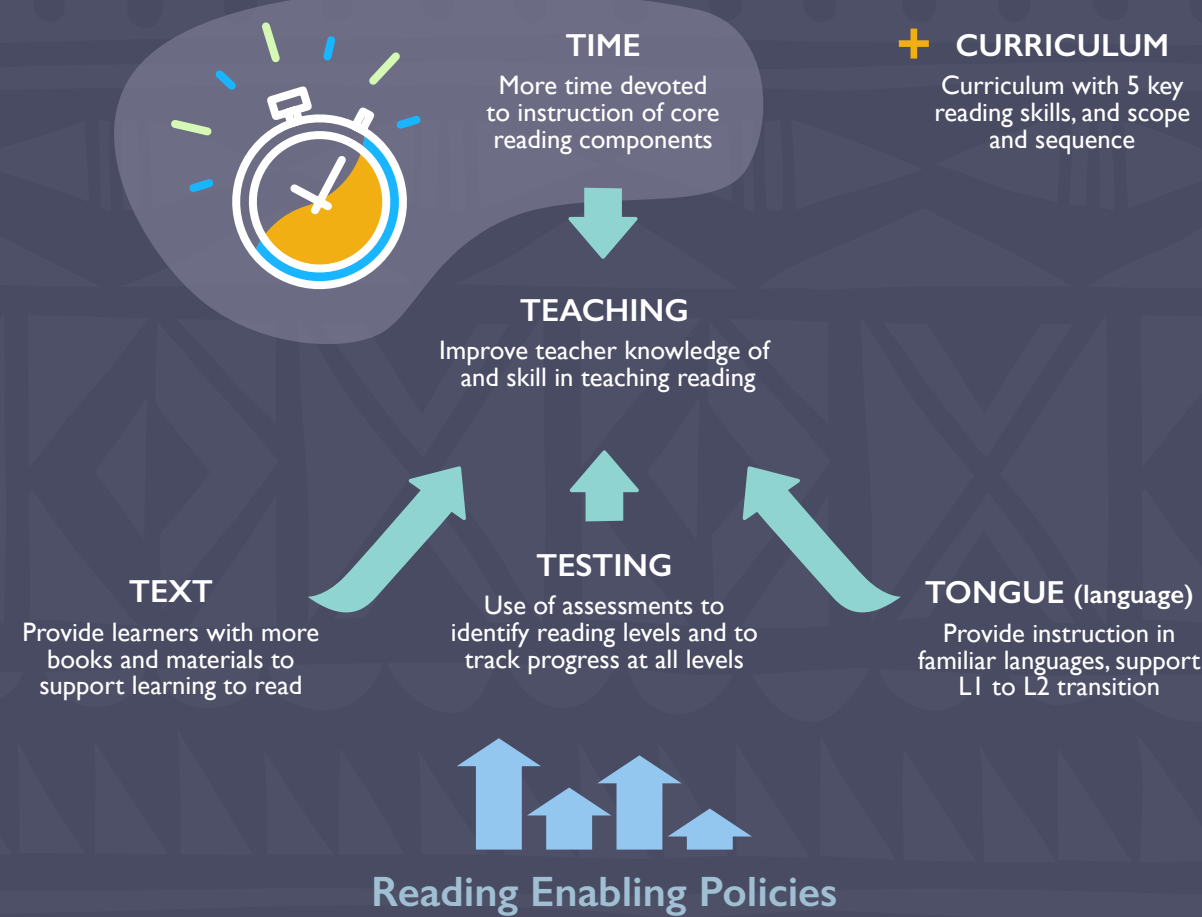 TIME
More time devoted
to instruction of core
reading components
+ CURRICULUM
Curriculum with 5 key
reading skills, and scope
and sequence
TEACHING
Improve teacher knowledge of
and skill in teaching reading
TEXT
Provide learners with more
books and materials to
support learning to read
TESTING
Use of assessments to
identify reading levels and to
track progress at all levels
TONGUE (language)
Provide instruction in
familiar languages, support
L1 to L2 transition
Reading Enabling Policies